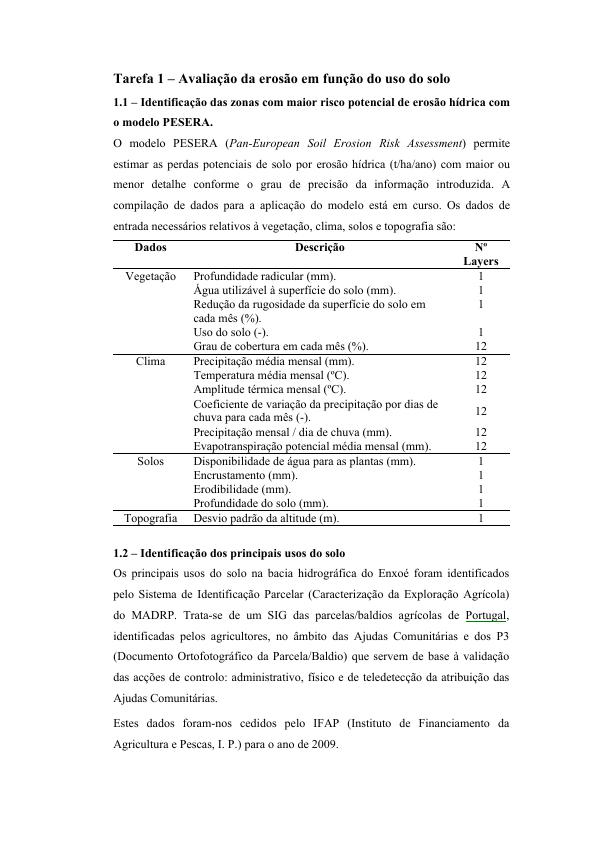 Tarefa 1 – Avaliação da erosão em função do uso do solo
1.1 – Identificação das zonas com maior risco potencial de erosão hídrica com
o modelo PESERA.
O modelo PESERA (Pan-European Soil Erosion Risk Assessment) permite
estimar as perdas potenciais de solo por erosão hídrica (t/ha/ano) com maior ou
menor detalhe conforme o grau de precisão da informação introduzida. A
compilação de dados para a aplicação do modelo está em curso. Os dados de
entrada necessários relativos à vegetação, clima, solos e topografia são:
Dados Descrição Nº
Layers
Vegetação Profundidade radicular (mm). 1
Água utilizável à superfície do solo (mm). 1
Redução da rugosidade da superfície do solo em 1
cada mês (%).
Uso do solo (-). 1
Grau de cobertura em cada mês (%). 12
Clima Precipitação média mensal (mm). 12
Temperatura média mensal (ºC). 12
Amplitude térmica mensal (ºC). 12
Coeficiente de variação da precipitação por dias de
chuva para cada mês (-). 12
Precipitação mensal / dia de chuva (mm). 12
Evapotranspiração potencial média mensal (mm). 12
Solos Disponibilidade de água para as plantas (mm). 1
Encrustamento (mm). 1
Erodibilidade (mm). 1
Profundidade do solo (mm). 1
Topografia Desvio padrão da altitude (m). 1
1.2 – Identificação dos principais usos do solo
Os principais usos do solo na bacia hidrográfica do Enxoé foram identificados
pelo Sistema de Identificação Parcelar (Caracterização da Exploração Agrícola)
do MADRP. Trata-se de um SIG das parcelas/baldios agrícolas de Portugal,
identificadas pelos agricultores, no âmbito das Ajudas Comunitárias e dos P3
(Documento Ortofotográfico da Parcela/Baldio) que servem de base à validação
das acções de controlo: administrativo, físico e de teledetecção da atribuição das
Ajudas Comunitárias.
Estes dados foram-nos cedidos pelo IFAP (Instituto de Financiamento da
Agricultura e Pescas, I. P.) para o ano de 2009.